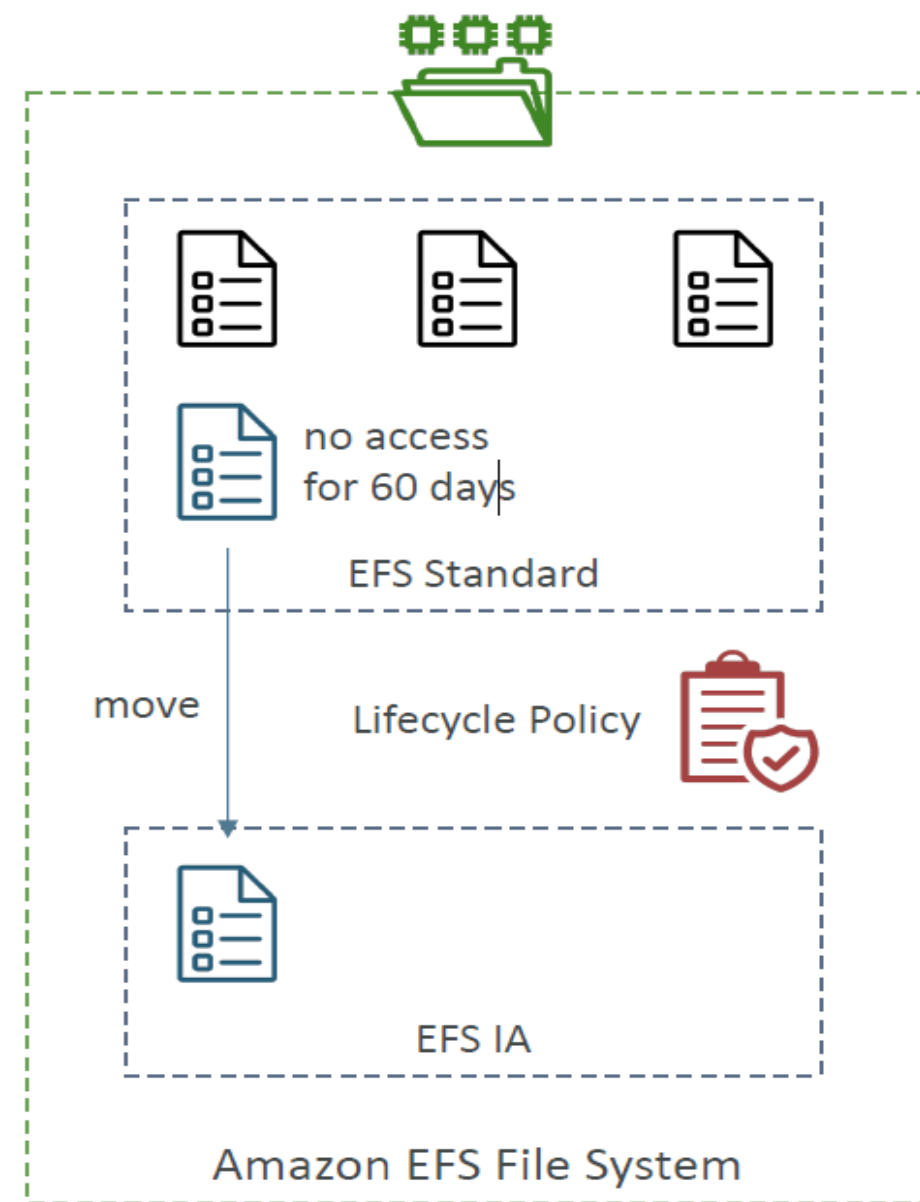 no access
for 60 days
EFS Standard
move
Lifecycle Policy
EFS IA
Amazon EFS File System